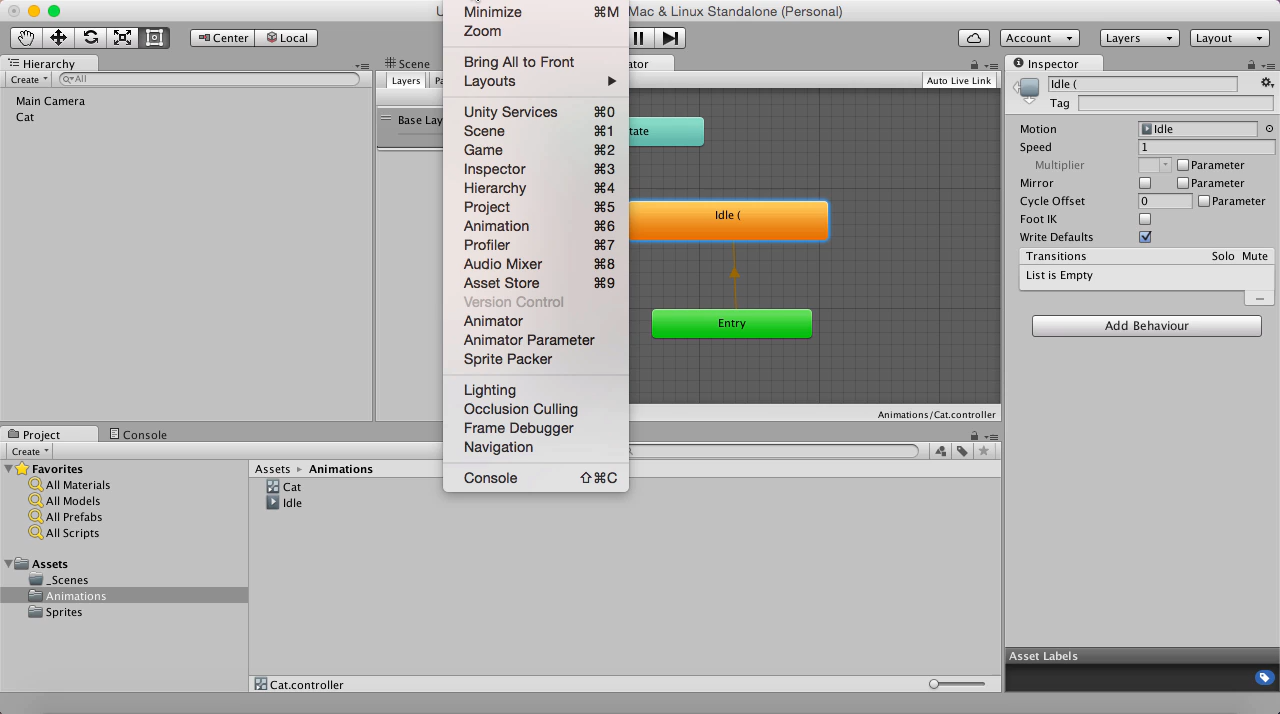 U Mac & Linux Standalone (Personal)
Minimize ⌘M
Zoom
Bring All to Front
Layouts
Unity Services ⌘0
Scene ⌘1
Game ⌘2
Inspector ⌘3
Hierarchy ⌘4
Project ⌘5
Animation ⌘6
Profiler ⌘7
Audio Mixer ⌘8
Asset Store ⌘9
Version Control
Animator
Animator Parameter
Sprite Packer
Lighting
Occlusion Culling
Frame Debugger
Navigation
Console ⇧⌘C
Center Local
Account Layers Layout
Hierarchy
Create All
Main Camera
Cat
Scene ator
Layers Pa Auto Live Link
Base Lay
tate
Idle (
Entry
Animations/Cat.controller
Inspector
Idle (
Tag
Motion Idle
Speed 1
Multiplier Parameter
Mirror Parameter
Cycle Offset 0 Parameter
Foot IK
Write Defaults
Transitions Solo Mute
List is Empty
Add Behaviour
Project Console
Create
Favorites
All Materials
All Models
All Prefabs
All Scripts
Assets
_Scenes
Animations
Sprites
Assets ▸ Animations
Cat
Idle
Cat.controller
Asset Labels